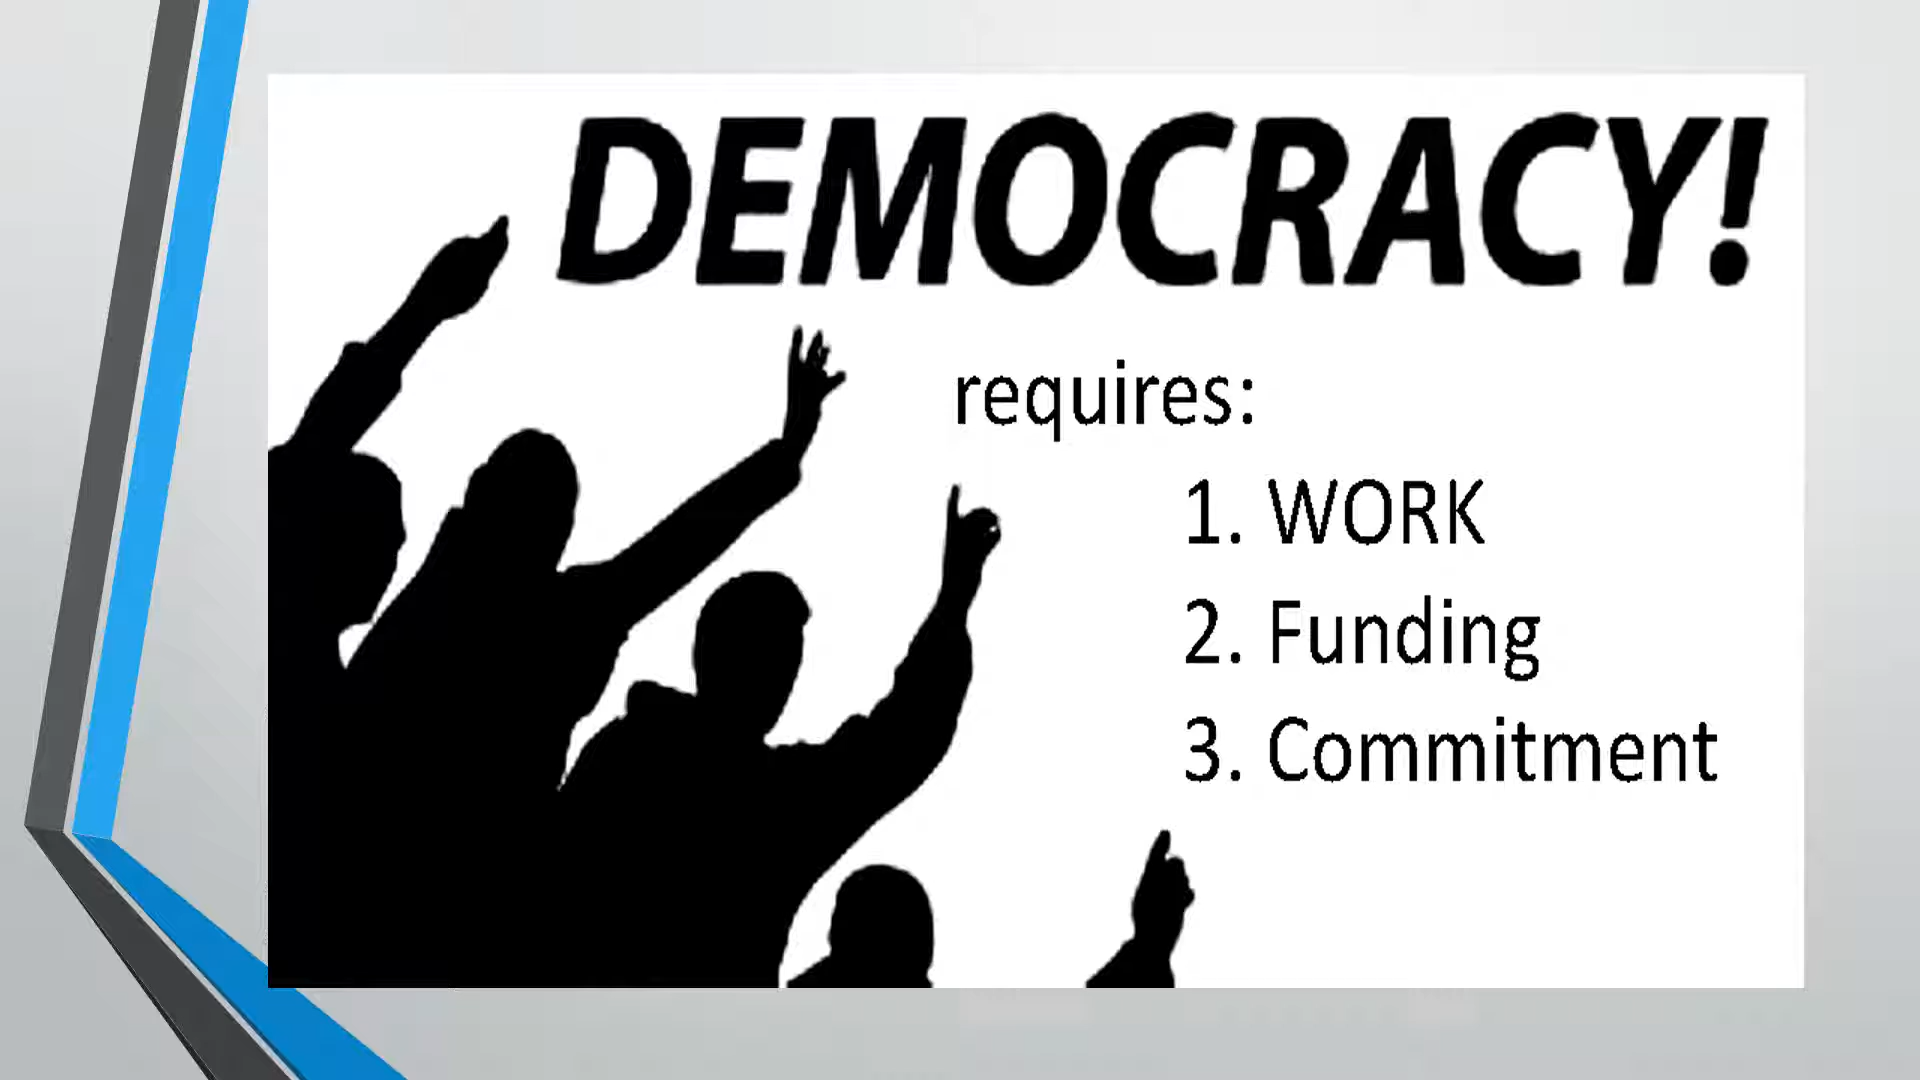 DEMOCRACY!
requires:
1. WORK
2. Funding
3. Commitment